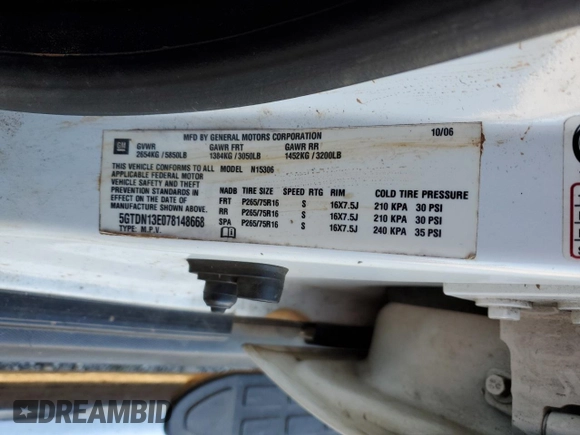 GM
MFD BY GENERAL MOTORS CORPORATION 10/06
GVWR GAWR FRT GAWR RR
2654KG / 5850LB 1384KG / 3050LB 1452KG / 3200LB
THIS VEHICLE CONFORMS TO ALL MODEL N15306
APPLICABLE FEDERAL MOTOR
VEHICLE SAFETY AND THEFT
PREVENTION STANDARDS IN
EFFECT ON THE DATE OF
MANUFACTURE SHOWN ABOVE.
5GTDN13E078148668
TYPE: M.P.V.
NADB TIRE SIZE SPEED RTG RIM COLD TIRE PRESSURE
FRT P265/75R16 S 16X7.5J 210 KPA 30 PSI
RR P265/75R16 S 16X7.5J 210 KPA 30 PSI
SPA P265/75R16 S 16X7.5J 240 KPA 35 PSI
DREAMBID